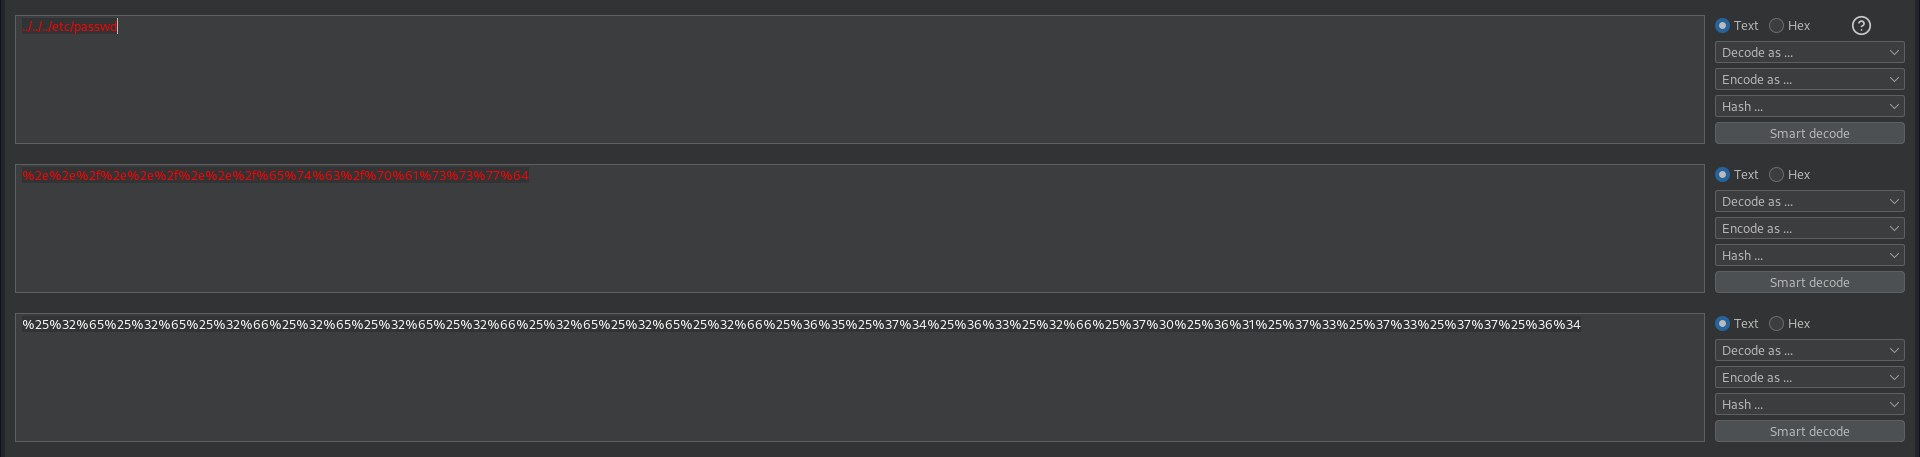 ../../../etc/passwd
Text Hex ?
Decode as ...
Encode as ...
Hash ...
Smart decode
%2e%2e%2f%2e%2e%2f%2e%2e%2f%65%74%63%2f%70%61%73%73%77%64
Text Hex
Decode as ...
Encode as ...
Hash ...
Smart decode
%25%32%65%25%32%65%25%32%66%25%32%65%25%32%65%25%32%66%25%32%65%25%32%65%25%32%66%25%36%35%25%37%34%25%36%33%25%32%66%25%37%30%25%36%31%25%37%33%25%37%33%25%37%37%25%36%34
Text Hex
Decode as ...
Encode as ...
Hash ...
Smart decode